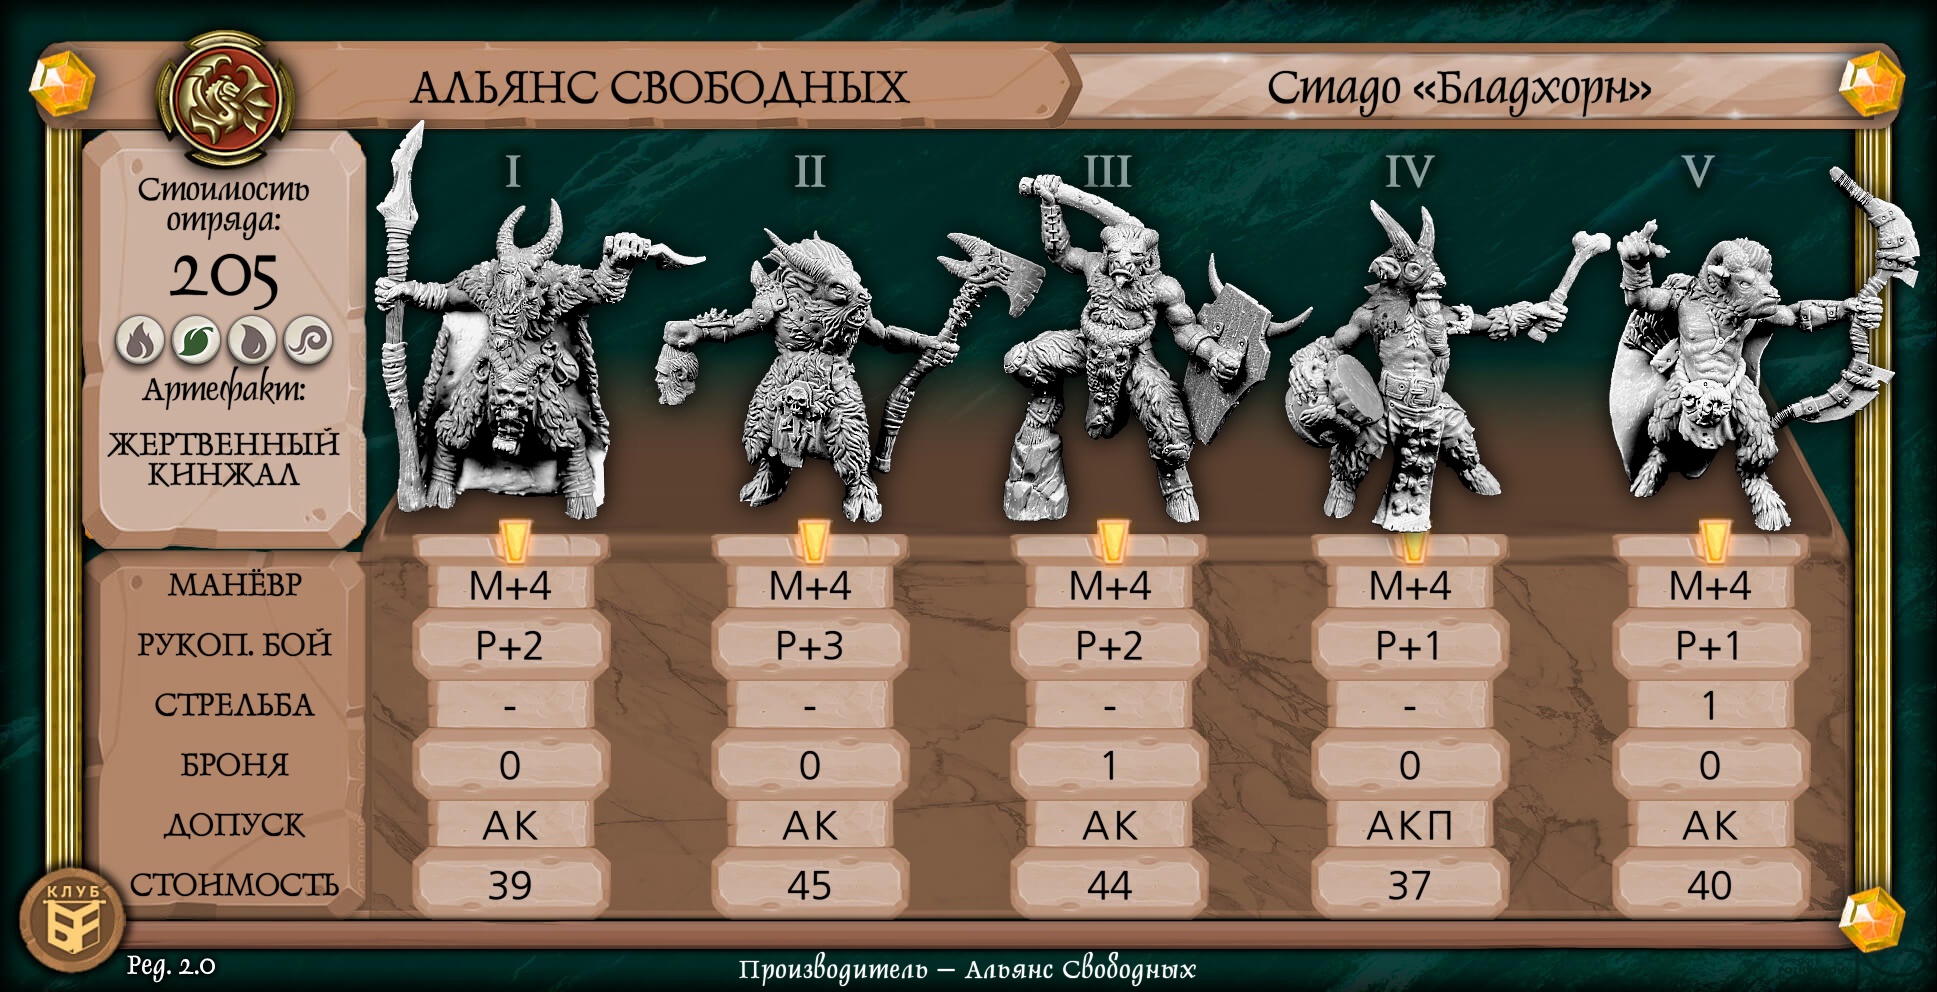 АЛЬЯНС СВОБОДНЫХ
Стадо «Бладхорн»
Стоимость
отряда:
205
Артефакт:
ЖЕРТВЕННЫЙ
КИНЖАЛ
I II III IV V
МАНЁВР М+4 М+4 М+4 М+4 М+4
РУКОП. БОЙ Р+2 Р+3 Р+2 Р+1 Р+1
СТРЕЛЬБА - - - - 1
БРОНЯ 0 0 1 0 0
ДОПУСК АК АК АК АКП АК
СТОИМОСТЬ 39 45 44 37 40
КЛУБ
Ред. 2.0
Производитель – Альянс Свободных